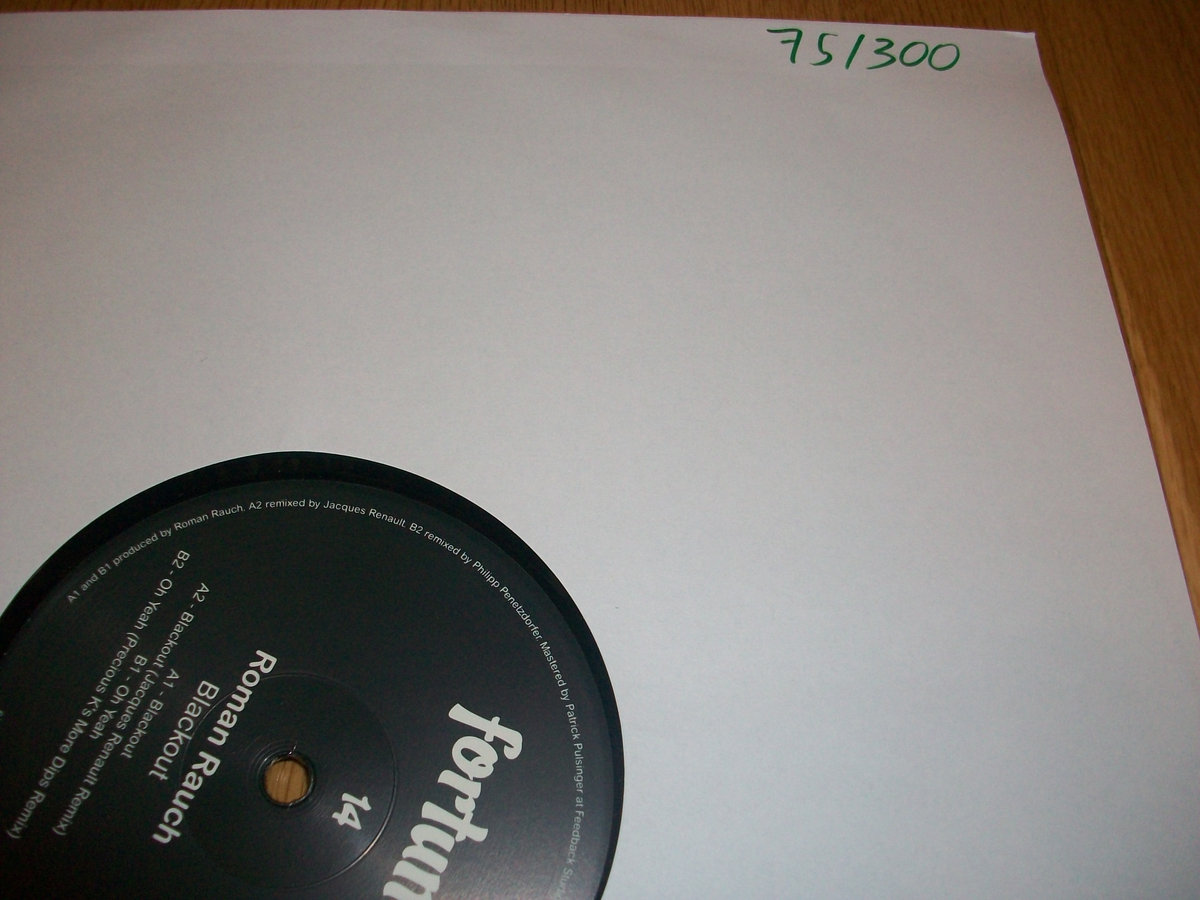 75/300
A1 and B1 produced by Roman Rauch. A2 remixed by Jacques Renault. B2 remixed by Philipp Penetzdorfer. Mastered by Patrick Pulsinger at Feedback
fortun
14
Roman Rauch
Blackout
A1 - Blackout
A2 - Blackout (Jacques Renault Remix)
B1 - Oh Yeah
B2 - Oh Yeah (Precious K's More Dips Remix)